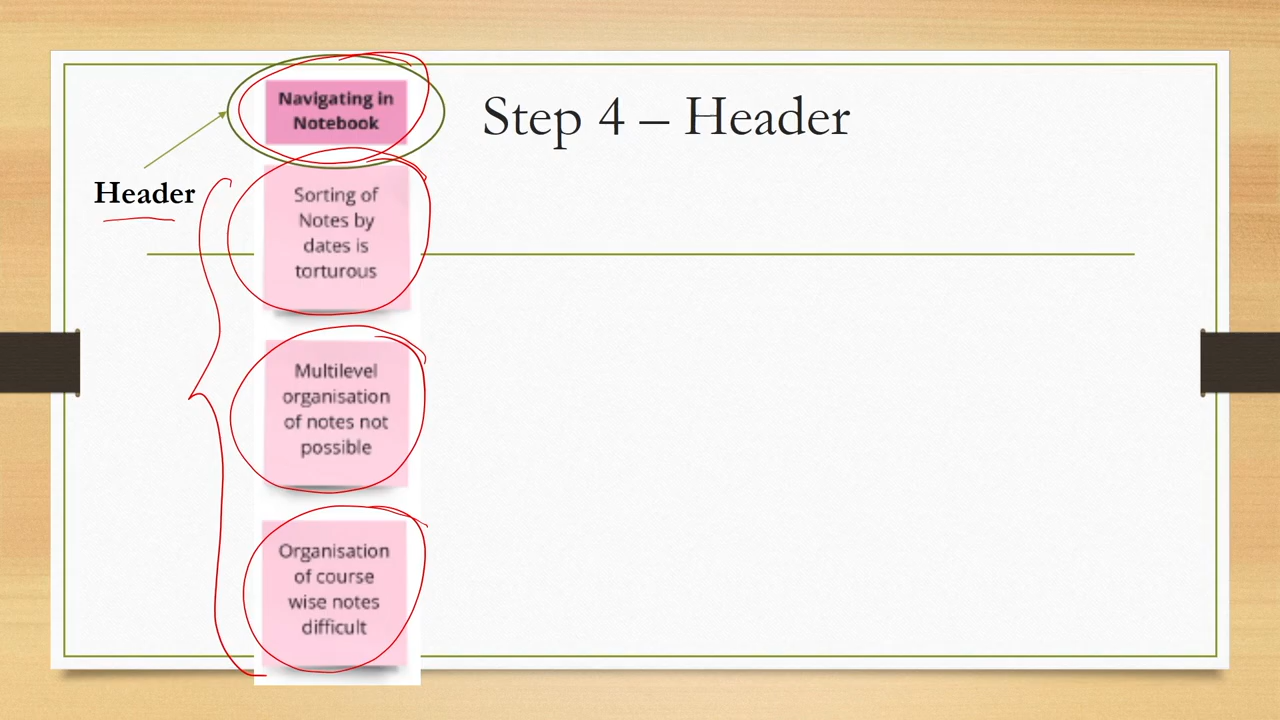 Navigating in
Notebook
Step 4 – Header
Header
Sorting of
Notes by
dates is
torturous
Multilevel
organisation
of notes not
possible
Organisation
of course
wise notes
difficult